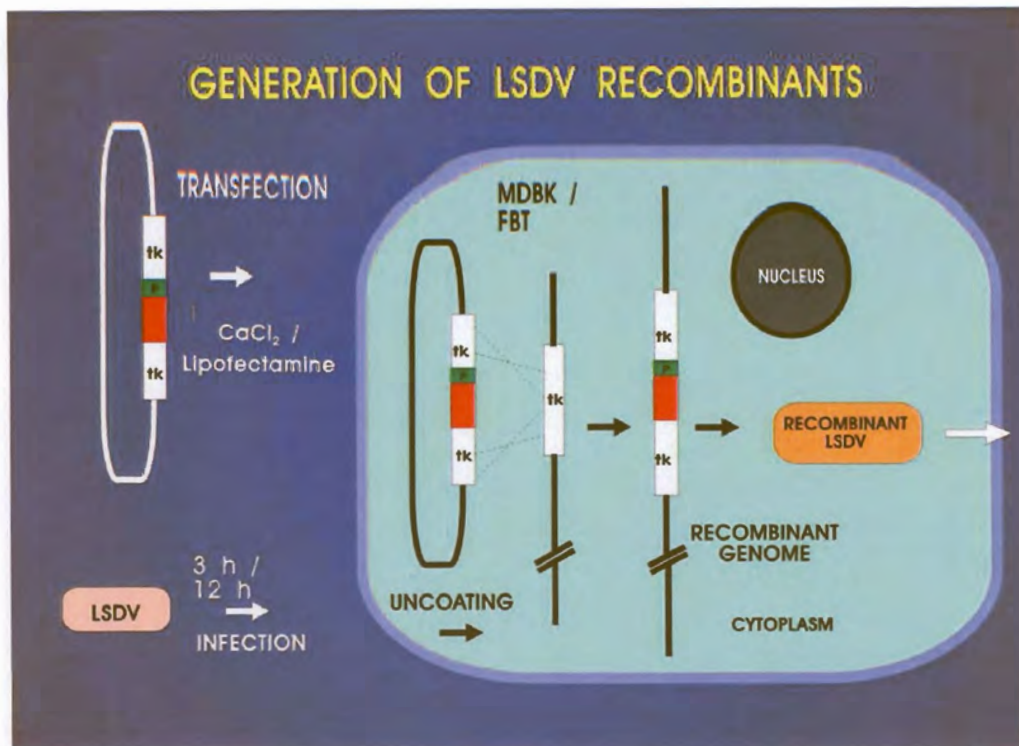 GENERATION OF LSDV RECOMBINANTS
TRANSFECTION
tk
P
tk
CaCl₂ /
Lipofectamine
3 h /
12 h
LSDV
INFECTION
MDBK /
FBT
tk
P
tk
tk
tk
P
tk
NUCLEUS
RECOMBINANT
LSDV
RECOMBINANT
GENOME
UNCOATING
CYTOPLASM